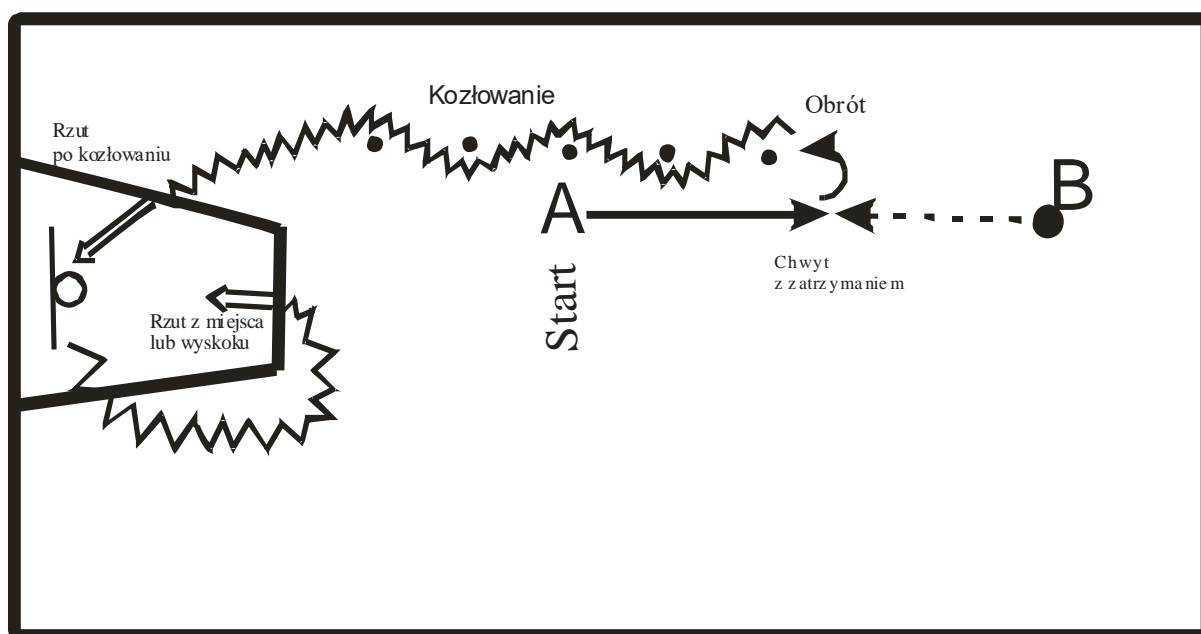 Kozłowanie
Obrót
Rzut
po kozłowaniu
A
B
Start
Chwyt
z zatrzymaniem
Rzut z miejsca
lub wyskoku